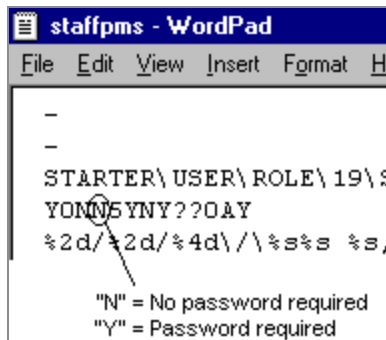 staffpms - WordPad
File Edit View Insert Format H
–
–
STARTER\USER\ROLE\19\S
YONN5YNY??0AY
%2d/%2d/%4d\/\%s%s %s,
"N" = No password required
"Y" = Password required